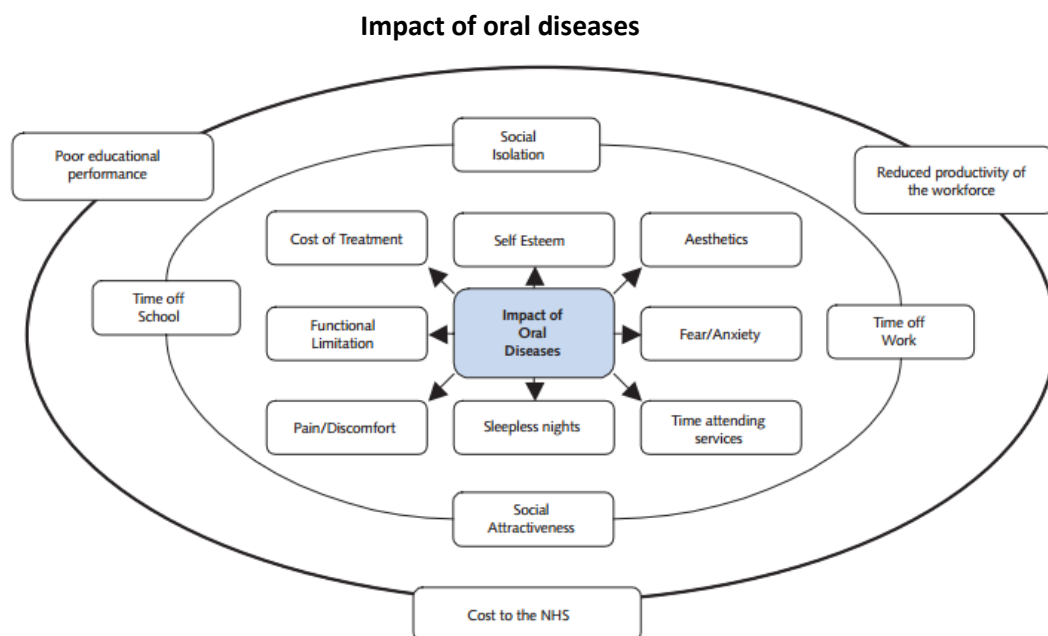 Impact of oral diseases
Social
Isolation
Poor educational
performance
Reduced productivity of
the workforce
Cost of Treatment
Self Esteem
Aesthetics
Time off
School
Functional
Limitation
Impact of
Oral
Diseases
Fear/Anxiety
Time off
Work
Pain/Discomfort
Sleepless nights
Time attending
services
Social
Attractiveness
Cost to the NHS